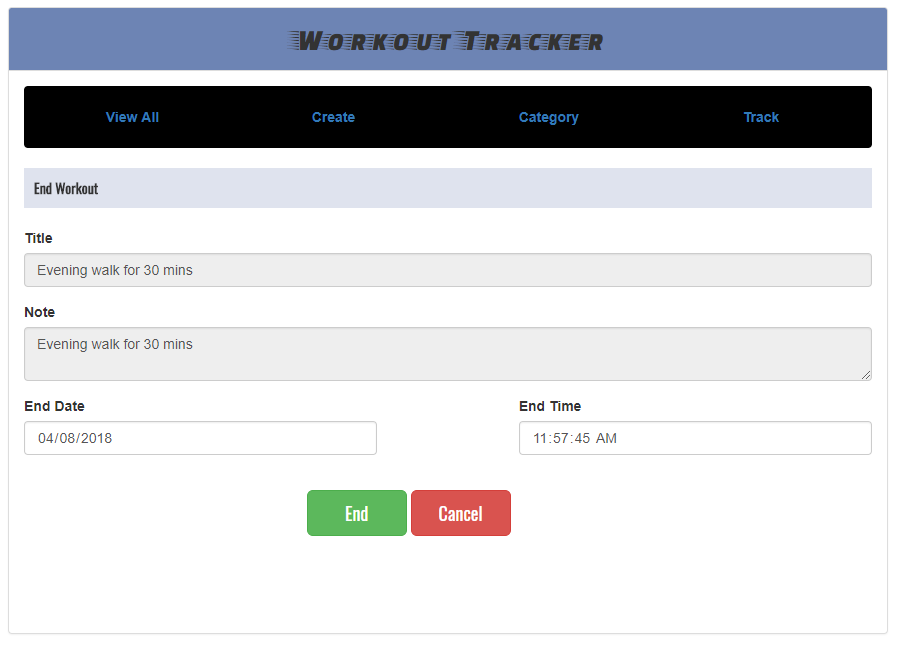 Workout Tracker
View All Create Category Track
End Workout
Title
Evening walk for 30 mins
Note
Evening walk for 30 mins
End Date End Time
04/08/2018 11:57:45 AM
End Cancel